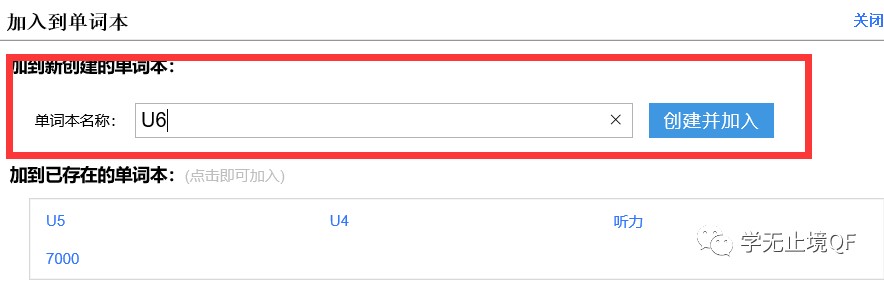 加入到单词本 关闭
加到新创建的单词本：
单词本名称： U6 × 创建并加入
加到已存在的单词本：(点击即可加入)
U5 U4 听力
7000
学无止境QF